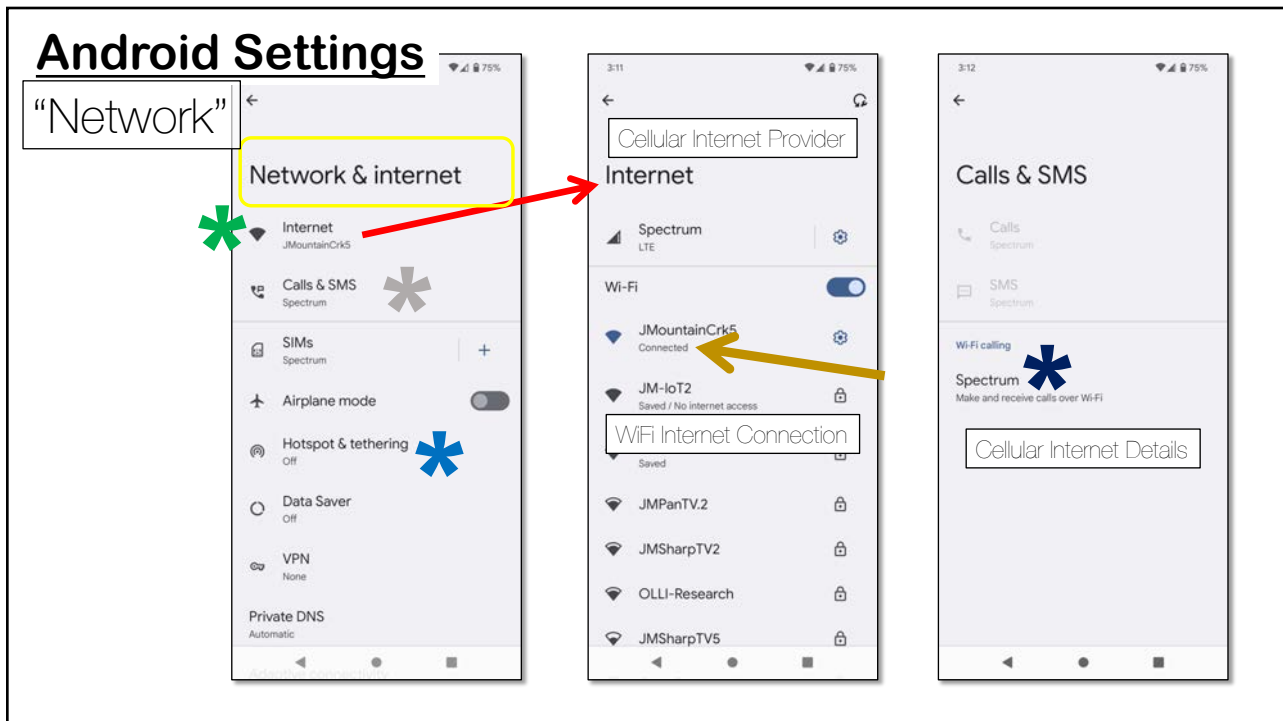 Android Settings
“Network”
75%
Network & internet
Internet
JMountainCrk5
Calls & SMS
Spectrum
SIMs
Spectrum
Airplane mode
Hotspot & tethering
Off
Data Saver
Off
VPN
None
Private DNS
Automatic
Adaptive connectivity
3:11
75%
Cellular Internet Provider
Internet
Spectrum
LTE
Wi-Fi
JMountainCrk5
Connected
JM-IoT2
Saved / No internet access
WiFi Internet Connection
Saved
JMPanTV.2
JMSharpTV2
OLLI-Research
JMSharpTV5
3:12
75%
Calls & SMS
Calls
Spectrum
SMS
Spectrum
Wi-Fi calling
Spectrum
Make and receive calls over Wi-Fi
Cellular Internet Details